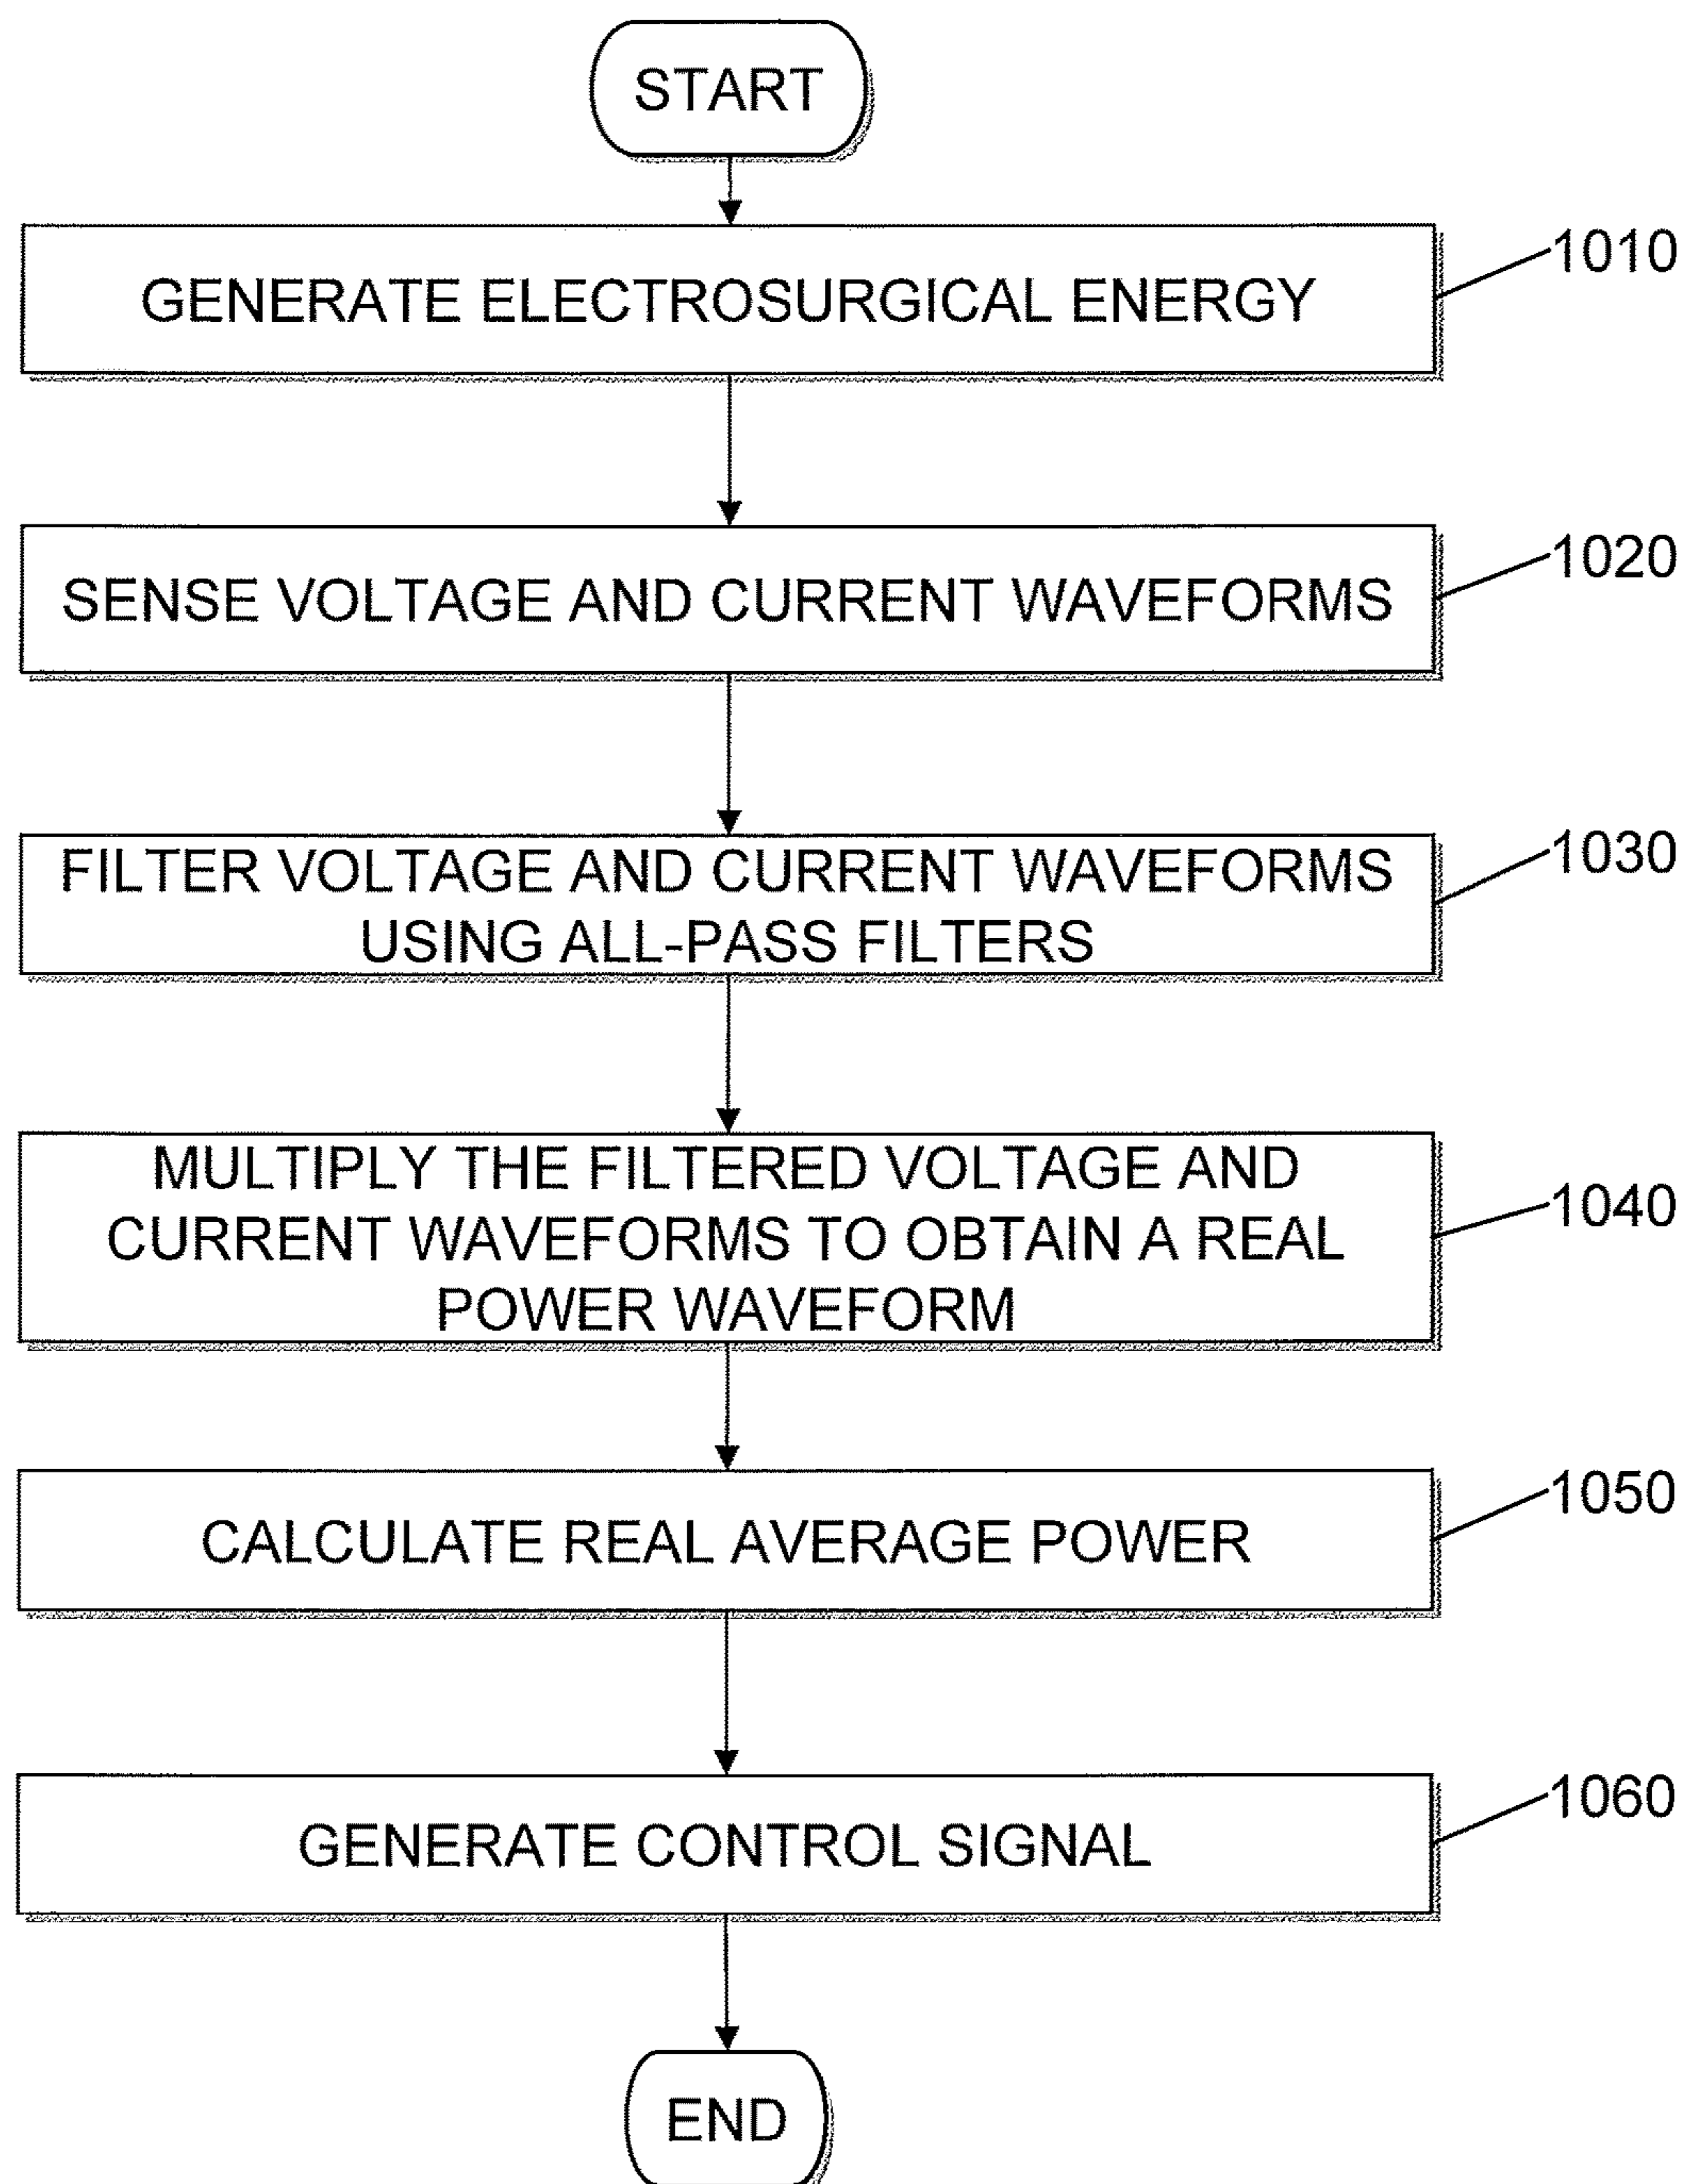 START
1010
GENERATE ELECTROSURGICAL ENERGY
1020
SENSE VOLTAGE AND CURRENT WAVEFORMS
1030
FILTER VOLTAGE AND CURRENT WAVEFORMS
USING ALL-PASS FILTERS
1040
MULTIPLY THE FILTERED VOLTAGE AND
CURRENT WAVEFORMS TO OBTAIN A REAL
POWER WAVEFORM
1050
CALCULATE REAL AVERAGE POWER
1060
GENERATE CONTROL SIGNAL
END